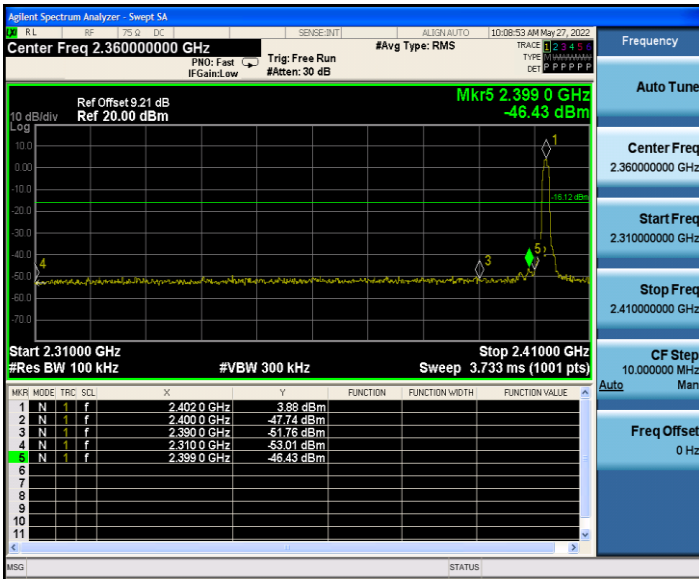 Agilent Spectrum Analyzer - Swept SA
RL RF 75 Ω DC SENSE:INT ALIGN AUTO 10:08:53 AM May 27, 2022
Center Freq 2.360000000 GHz #Avg Type: RMS TRACE 1 2 3 4 5 6
PNO: Fast Trig: Free Run TYPE
IFGain:Low #Atten: 30 dB DET P P P P P P
Mkr5 2.399 0 GHz
Ref Offset 9.21 dB
-46.43 dBm
10 dB/div Ref 20.00 dBm
Log
10.0
0.00
-10.0
-16.12 dBm
-20.0
-30.0
-40.0
-50.0
-60.0
-70.0
1
5
3
4
Start 2.31000 GHz Stop 2.41000 GHz
#Res BW 100 kHz #VBW 300 kHz Sweep 3.733 ms (1001 pts)
MKR MODE TRC SCL X Y FUNCTION FUNCTION WIDTH FUNCTION VALUE
1 N 1 f 2.402 0 GHz 3.88 dBm
2 N 1 f 2.400 0 GHz -47.74 dBm
3 N 1 f 2.390 0 GHz -51.76 dBm
4 N 1 f 2.310 0 GHz -53.01 dBm
5 N 1 f 2.399 0 GHz -46.43 dBm
6
7
8
9
10
11
MSG STATUS
Frequency
Auto Tune
Center Freq
2.360000000 GHz
Start Freq
2.310000000 GHz
Stop Freq
2.410000000 GHz
CF Step
10.000000 MHz
Auto Man
Freq Offset
0 Hz